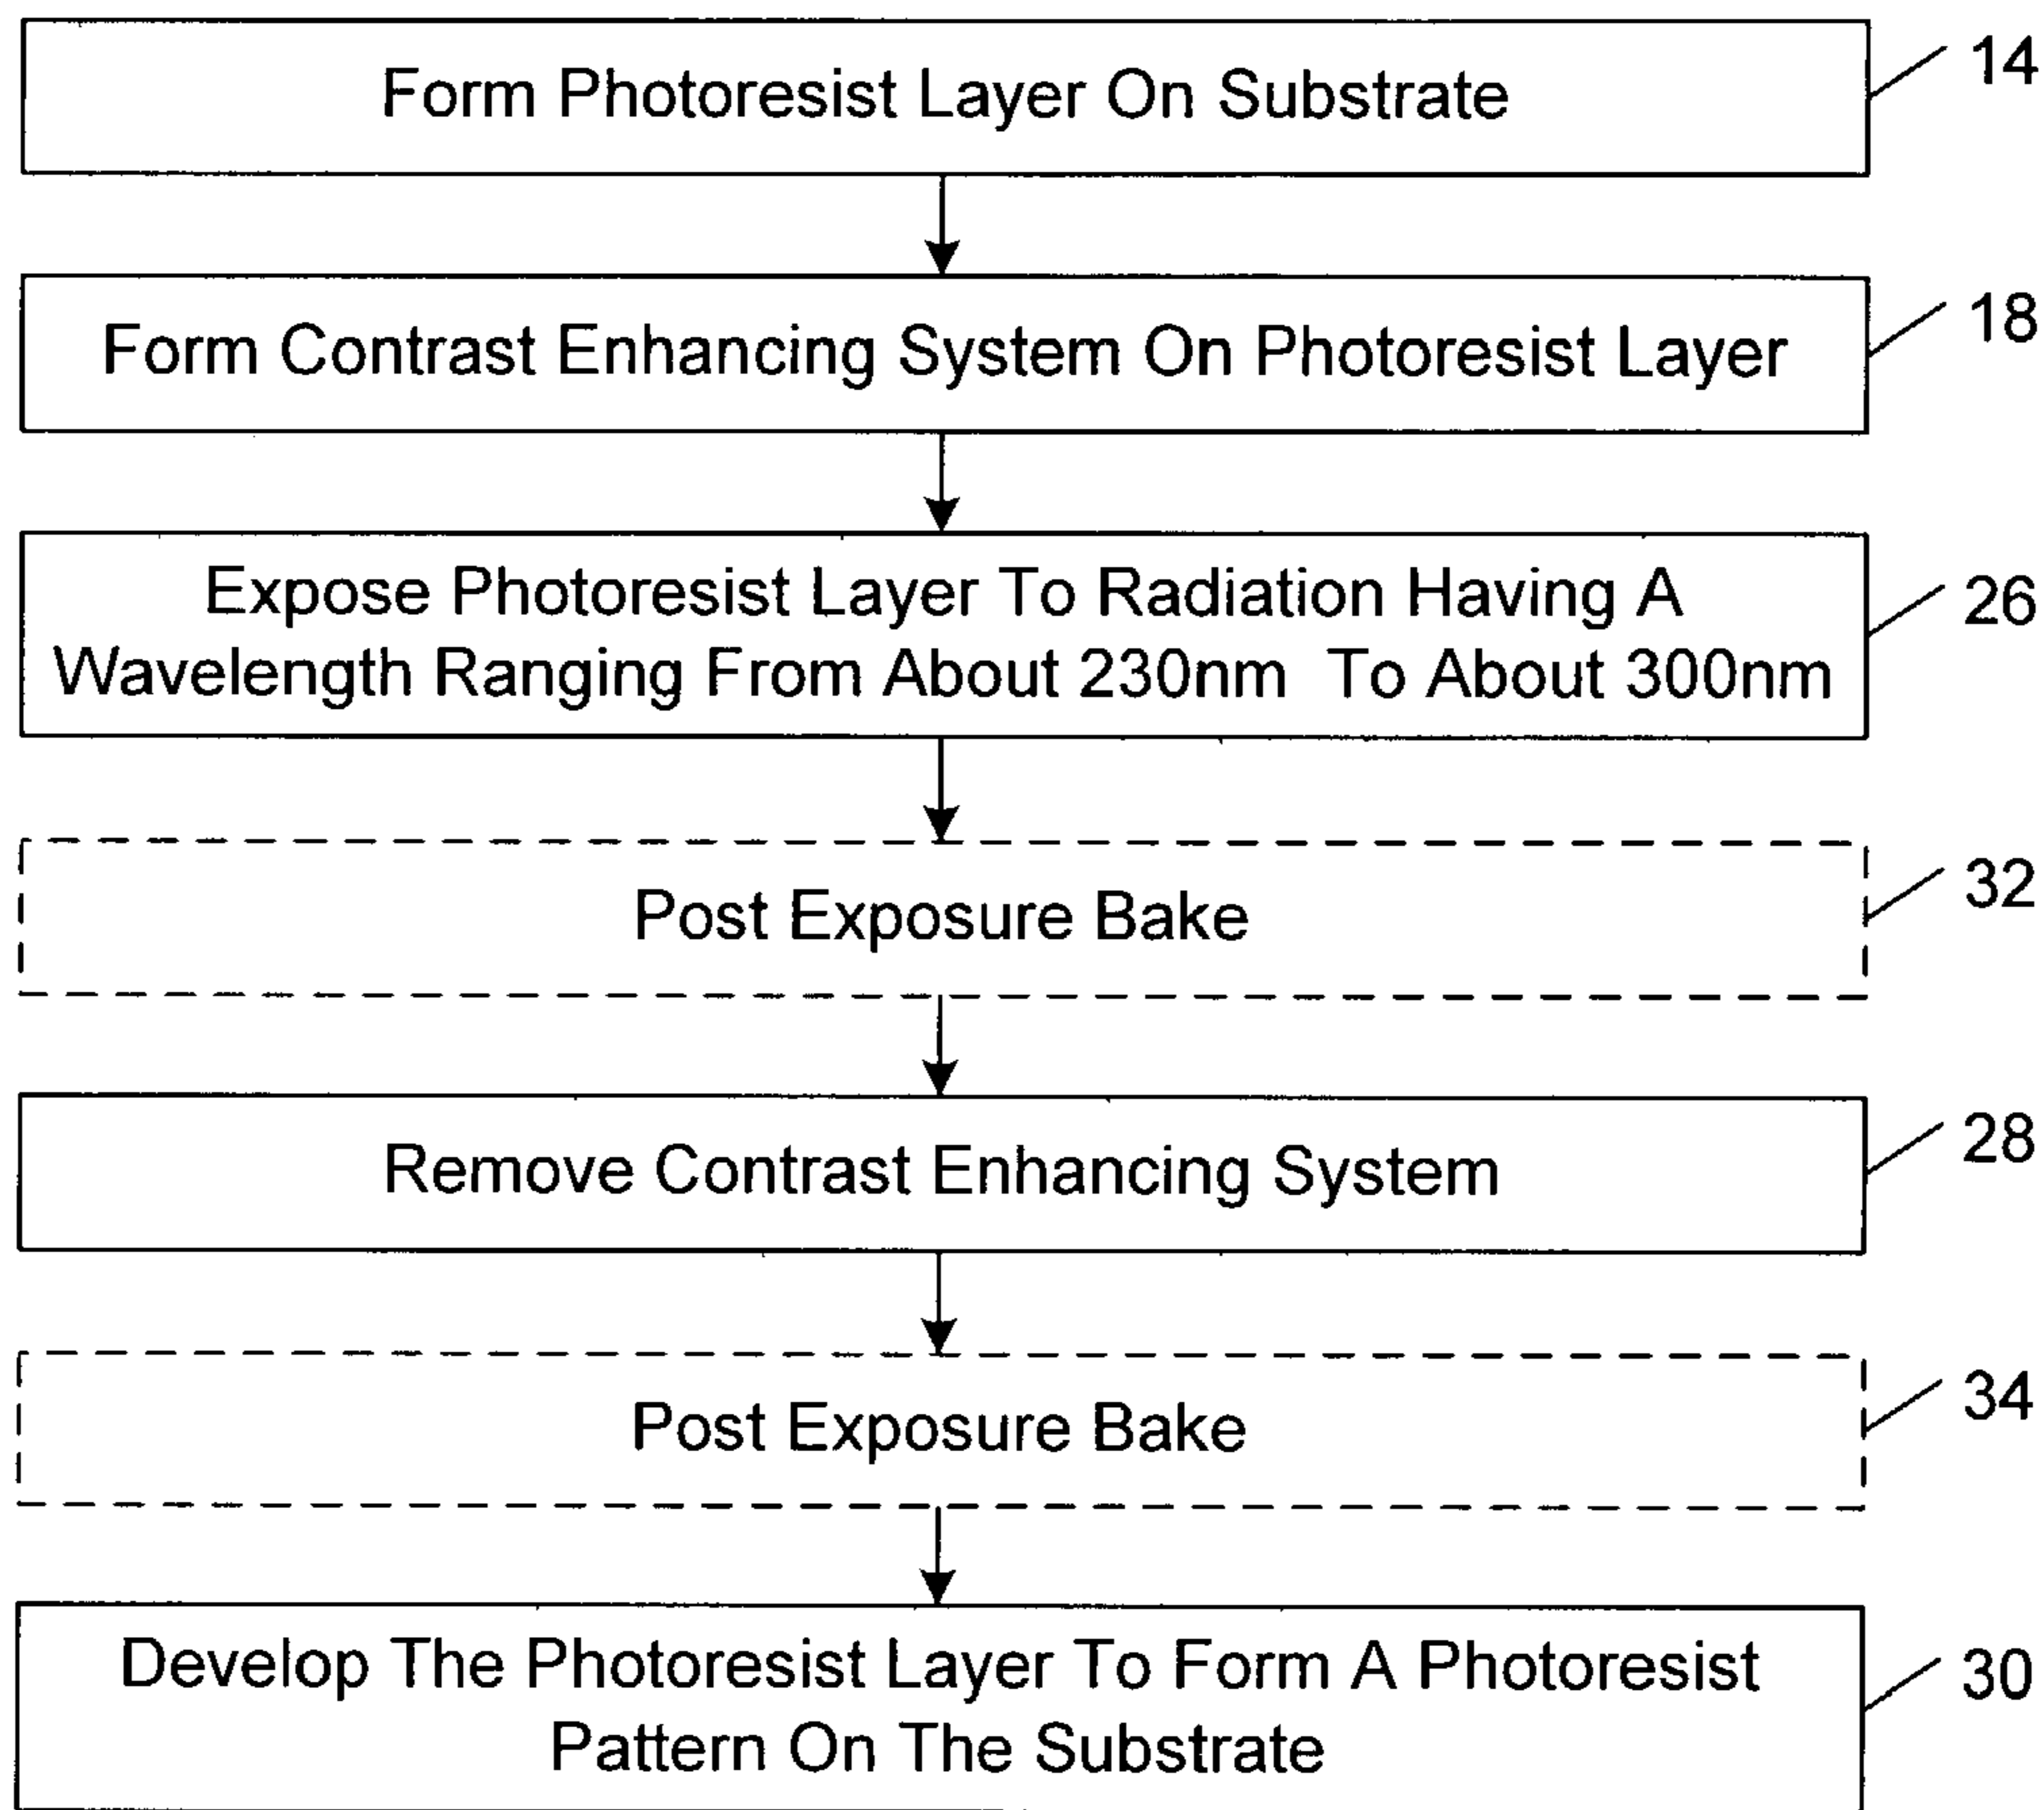 Form Photoresist Layer On Substrate
14
Form Contrast Enhancing System On Photoresist Layer
18
Expose Photoresist Layer To Radiation Having A
Wavelength Ranging From About 230nm To About 300nm
26
Post Exposure Bake
32
Remove Contrast Enhancing System
28
Post Exposure Bake
34
Develop The Photoresist Layer To Form A Photoresist
Pattern On The Substrate
30